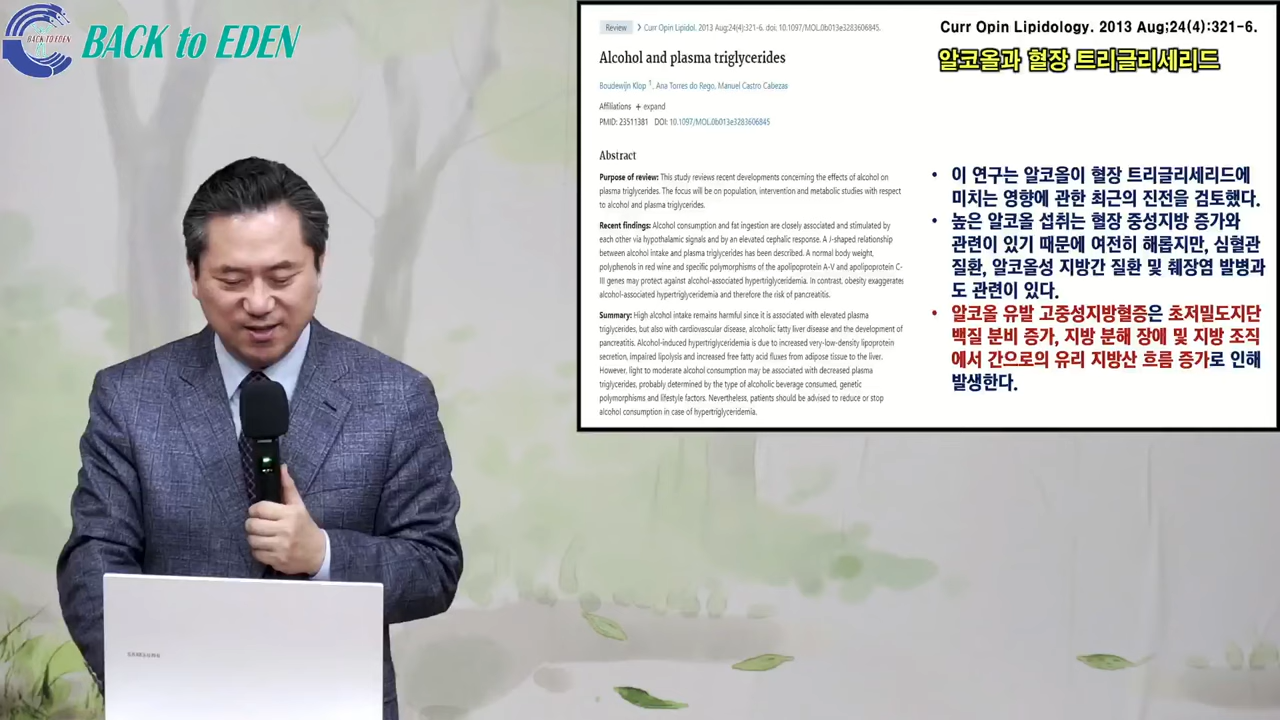 BACK TO EDEN
BACK to EDEN
Review > Curr Opin Lipidol. 2013 Aug;24(4):321-6. doi: 10.1097/MOL.0b013e3283606845.
Alcohol and plasma triglycerides
Boudewijn Klop 1, Ana Torres do Rego, Manuel Castro Cabezas
Affiliations + expand
PMID: 23511381 DOI: 10.1097/MOL.0b013e3283606845
Abstract
Purpose of review: This study reviews recent developments concerning the effects of alcohol on
plasma triglycerides. The focus will be on population, intervention and metabolic studies with respect
to alcohol and plasma triglycerides.
Recent findings: Alcohol consumption and fat ingestion are closely associated and stimulated by
each other via hypothalamic signals and by an elevated cephalic response. A J-shaped relationship
between alcohol intake and plasma triglycerides has been described. A normal body weight,
polyphenols in red wine and specific polymorphisms of the apolipoprotein A-V and apolipoprotein C-
III genes may protect against alcohol-associated hypertriglyceridemia. In contrast, obesity exaggerates
alcohol-associated hypertriglyceridemia and therefore the risk of pancreatitis.
Summary: High alcohol intake remains harmful since it is associated with elevated plasma
triglycerides, but also with cardiovascular disease, alcoholic fatty liver disease and the development of
pancreatitis. Alcohol-induced hypertriglyceridemia is due to increased very-low-density lipoprotein
secretion, impaired lipolysis and increased free fatty acid fluxes from adipose tissue to the liver.
However, light to moderate alcohol consumption may be associated with decreased plasma
triglycerides, probably determined by the type of alcoholic beverage consumed, genetic
polymorphisms and lifestyle factors. Nevertheless, patients should be advised to reduce or stop
alcohol consumption in case of hypertriglyceridemia.
Curr Opin Lipidology. 2013 Aug;24(4):321-6.
알코올과 혈장 트리글리세리드
• 이 연구는 알코올이 혈장 트리글리세리드에
미치는 영향에 관한 최근의 진전을 검토했다.
• 높은 알코올 섭취는 혈장 중성지방 증가와
관련이 있기 때문에 여전히 해롭지만, 심혈관
질환, 알코올성 지방간 질환 및 췌장염 발병과
도 관련이 있다.
• 알코올 유발 고중성지방혈증은 초저밀도지단
백질 분비 증가, 지방 분해 장애 및 지방 조직
에서 간으로의 유리 지방산 흐름 증가로 인해
발생한다.
SAMSUNG